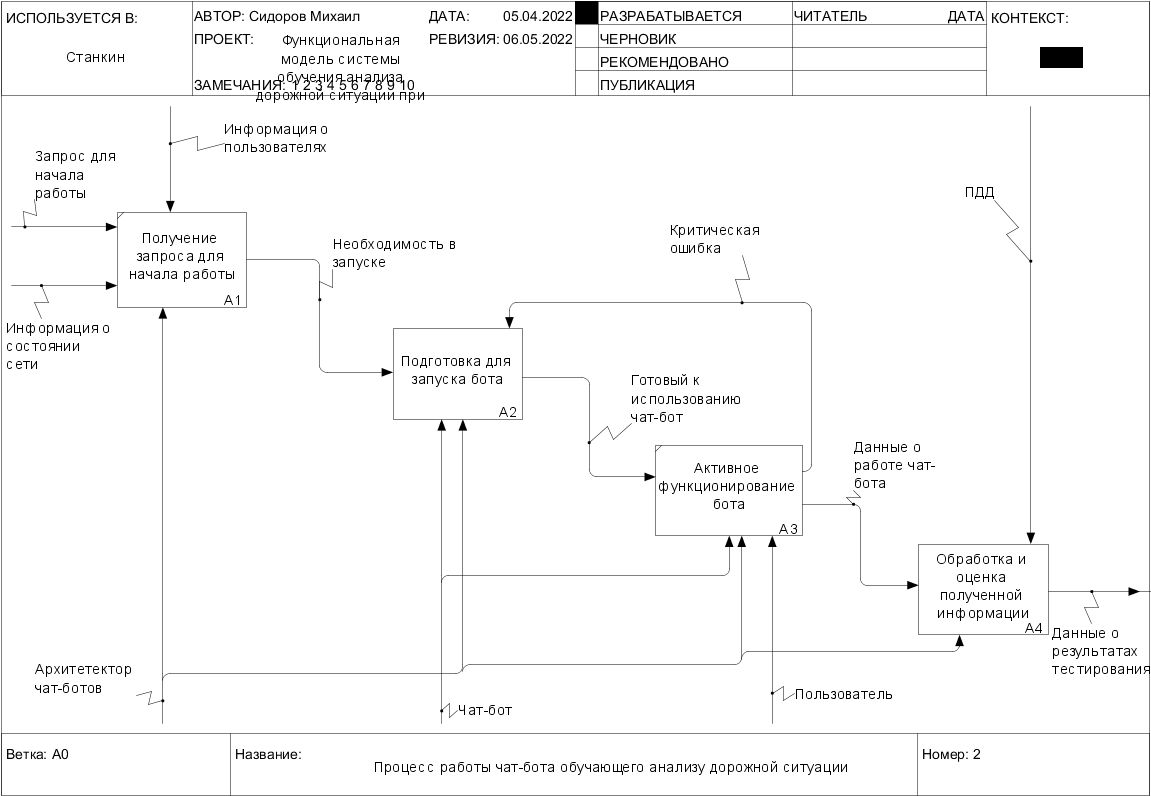 ИСПОЛЬЗУЕТСЯ В:
Станкин
АВТОР: Сидоров Михаил
ДАТА: 05.04.2022
ПРОЕКТ: Функциональная
модель системы
обучения анализа
дорожной ситуации при
РЕВИЗИЯ: 06.05.2022
ЗАМЕЧАНИЯ: 1 2 3 4 5 6 7 8 9 10
РАЗРАБАТЫВАЕТСЯ
ЧЕРНОВИК
РЕКОМЕНДОВАНО
ПУБЛИКАЦИЯ
ЧИТАТЕЛЬ
ДАТА
КОНТЕКСТ:
Информация о
пользователях
Запрос для
начала
работы
Получение
запроса для
начала работы
A1
Информация о
состоянии
сети
Необходимость в
запуске
Критическая
ошибка
ПДД
Подготовка для
запуска бота
A2
Готовый к
использованию
чат-бот
Активное
функционирование
бота
A3
Данные о
работе чат-
бота
Обработка и
оценка
полученной
информации
A4
Данные о
результатах
тестирования
Архитетектор
чат-ботов
Чат-бот
Пользователь
Ветка: A0
Название:
Процесс работы чат-бота обучающего анализу дорожной ситуации
Номер: 2